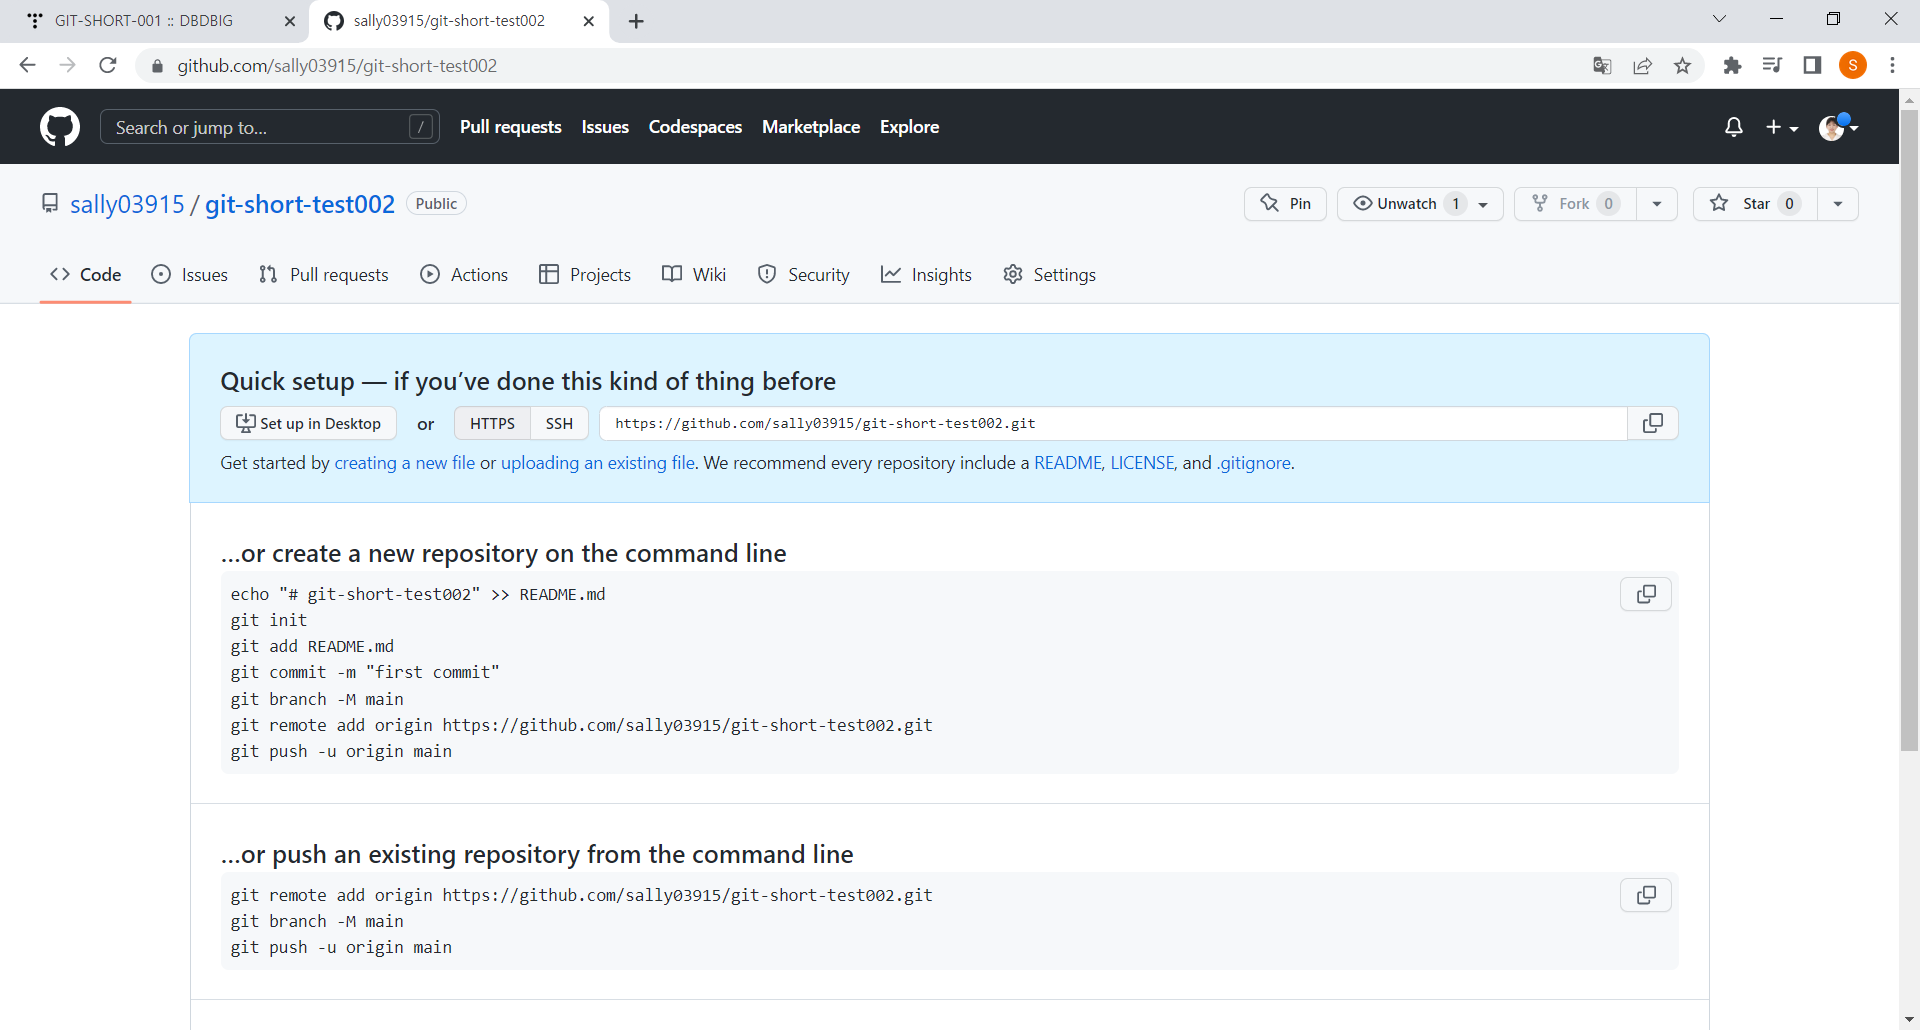 GIT-SHORT-001 :: DBDBIG
sally03915/git-short-test002
github.com/sally03915/git-short-test002
S
Search or jump to...
/
Pull requests
Issues
Codespaces
Marketplace
Explore
sally03915 / git-short-test002
Public
Pin
Unwatch 1
Fork 0
Star 0
Code
Issues
Pull requests
Actions
Projects
Wiki
Security
Insights
Settings
Quick setup — if you’ve done this kind of thing before
Set up in Desktop
or
HTTPS
SSH
https://github.com/sally03915/git-short-test002.git
Get started by creating a new file or uploading an existing file. We recommend every repository include a README, LICENSE, and .gitignore.
…or create a new repository on the command line
echo "# git-short-test002" >> README.md
git init
git add README.md
git commit -m "first commit"
git branch -M main
git remote add origin https://github.com/sally03915/git-short-test002.git
git push -u origin main
…or push an existing repository from the command line
git remote add origin https://github.com/sally03915/git-short-test002.git
git branch -M main
git push -u origin main